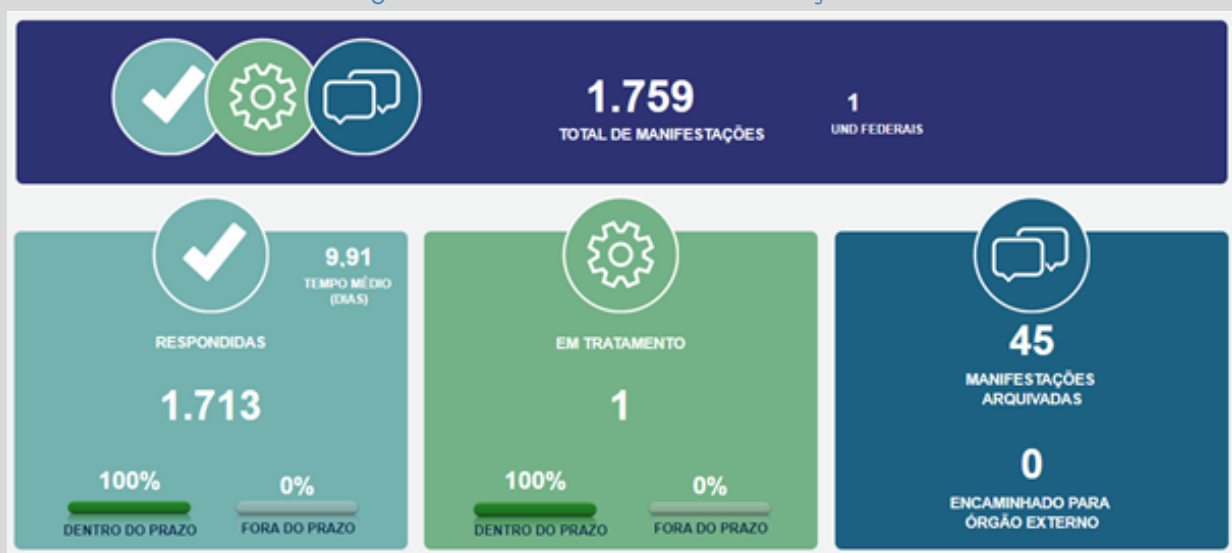 1.759
TOTAL DE MANIFESTAÇÕES
1
UND FEDERAIS
9,91
TEMPO MÉDIO
(DIAS)
RESPONDIDAS
1.713
100%
0%
DENTRO DO PRAZO
FORA DO PRAZO
EM TRATAMENTO
1
100%
0%
DENTRO DO PRAZO
FORA DO PRAZO
45
MANIFESTAÇÕES
ARQUIVADAS
0
ENCAMINHADO PARA
ÓRGÃO EXTERNO